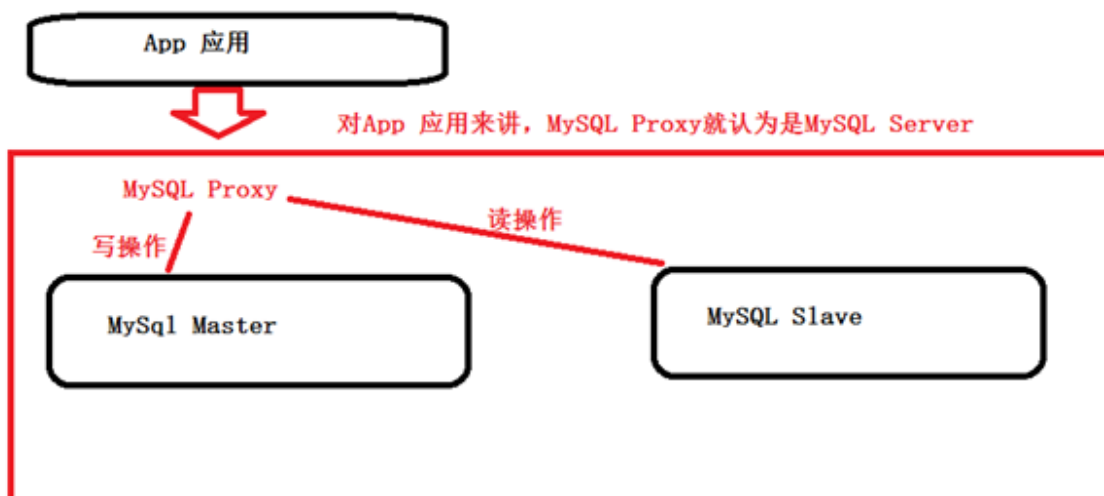 App 应用
对App 应用来讲，MySQL Proxy就认为是MySQL Server
MySQL Proxy
读操作
写操作
MySql Master
MySQL Slave